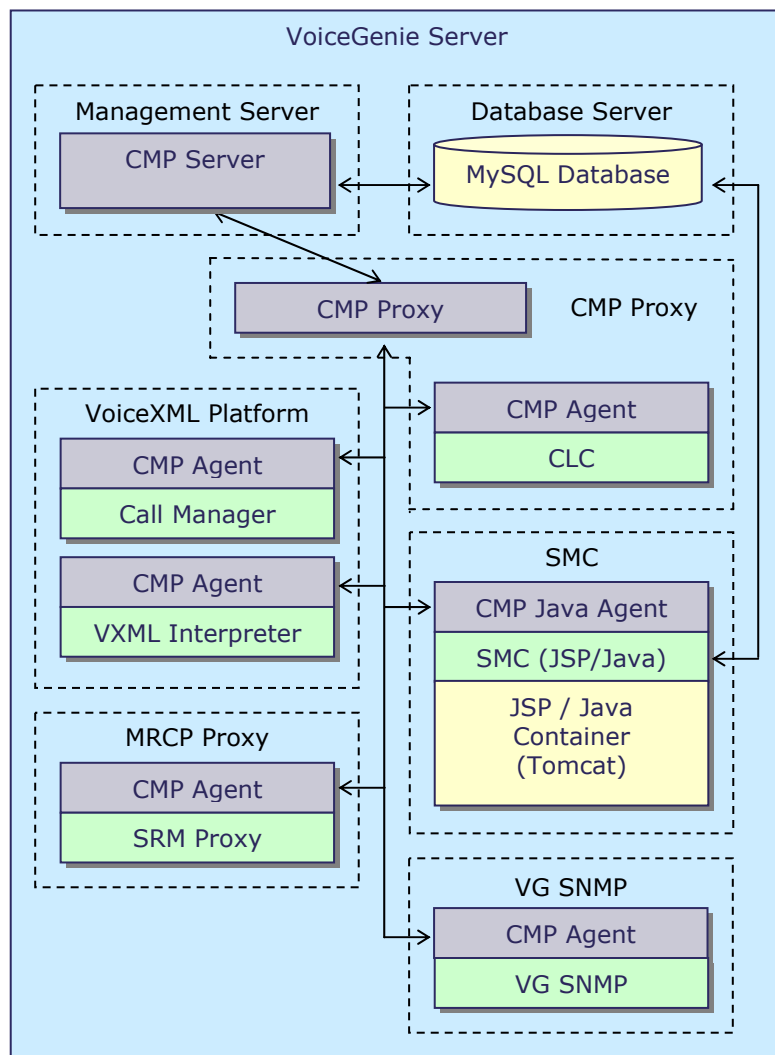 VoiceGenie Server
Management Server
CMP Server
Database Server
MySQL Database
CMP Proxy
CMP Proxy
CMP Agent
CLC
VoiceXML Platform
CMP Agent
Call Manager
CMP Agent
VXML Interpreter
SMC
CMP Java Agent
SMC (JSP/Java)
JSP / Java
Container
(Tomcat)
MRCP Proxy
CMP Agent
SRM Proxy
VG SNMP
CMP Agent
VG SNMP